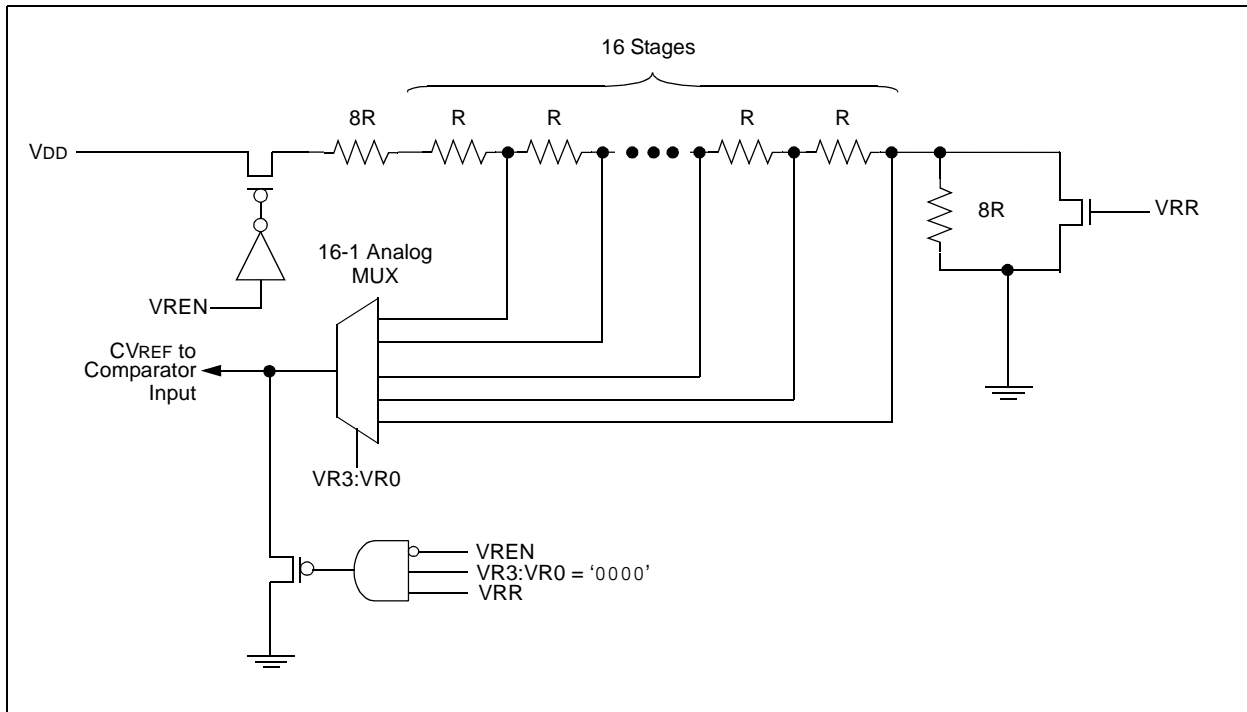 16 Stages
8R
R
R
R
R
VDD
8R
VRR
16-1 Analog
MUX
VREN
CVREF to
Comparator
Input
VR3:VR0
VREN
VR3:VR0 = ‘0000’
VRR